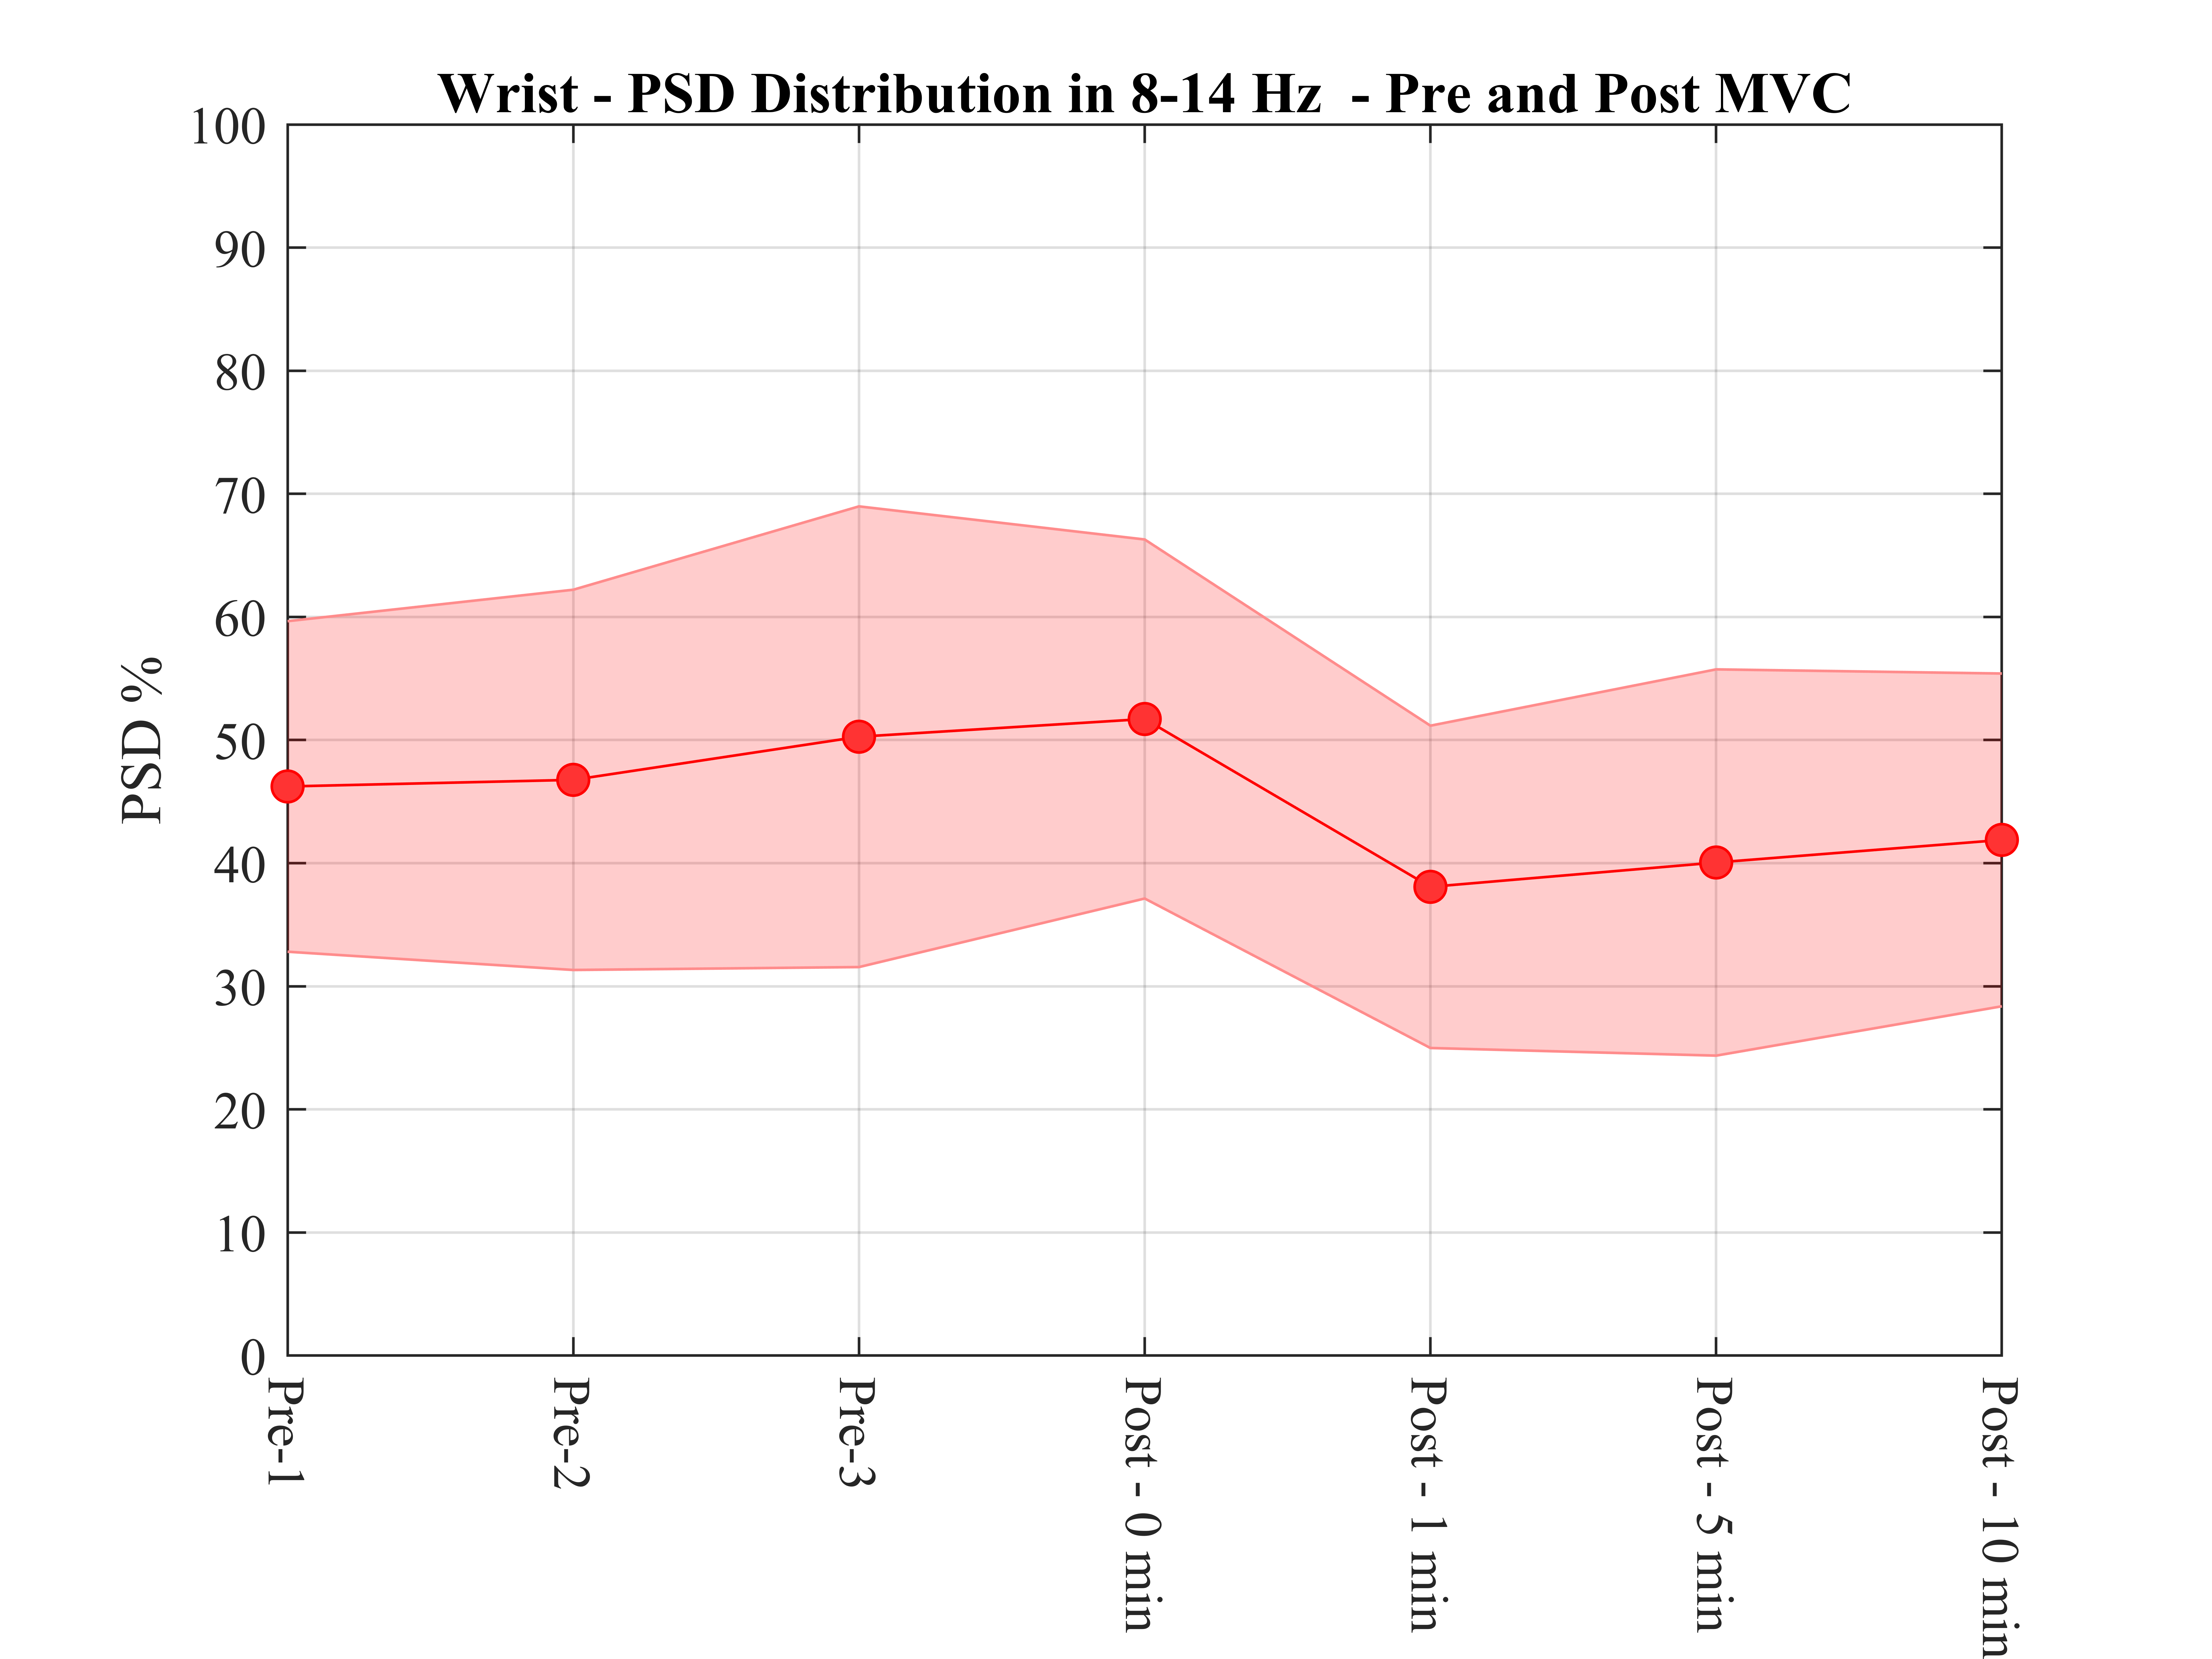 Wrist - PSD Distribution in 8-14 Hz  - Pre and Post MVC
100
90
80
70
60
50
40
30
20
10
0
PSD %
Pre-1
Pre-2
Pre-3
Post - 0 min
Post - 1 min
Post - 5 min
Post - 10 min